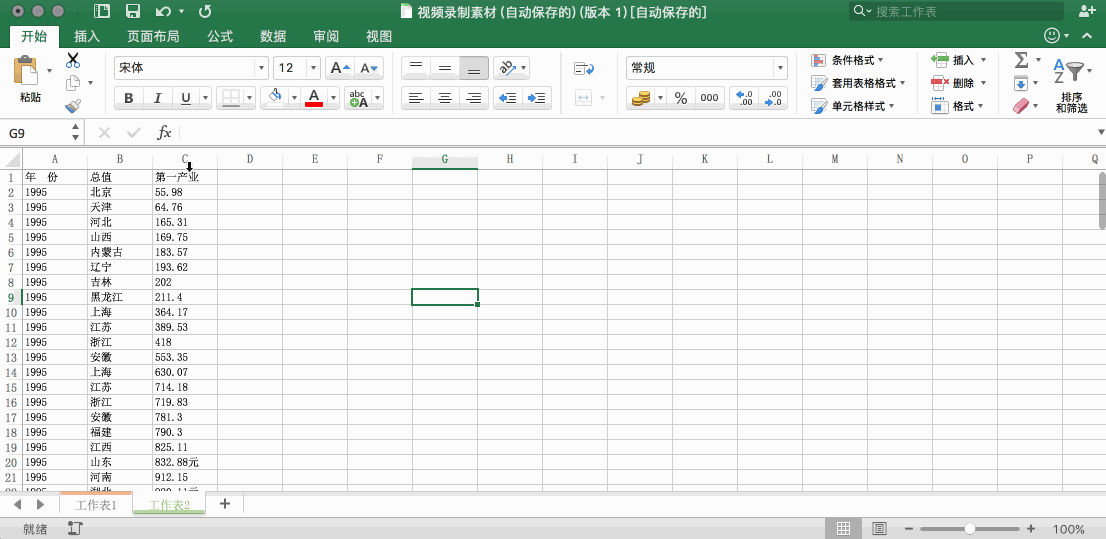 视频录制素材 (自动保存的) (版本 1) [自动保存的]
搜索工作表
开始 插入 页面布局 公式 数据 审阅 视图
粘贴
宋体 12 A A
B I U A abc A
常规
% 000 .0 .00 .00 .0
条件格式
套用表格格式
单元格样式
插入
删除
格式
Σ
A Z
排序
和筛选
G9 fx
A B C D E F G H I J K L M N O P Q
1 年 份 总值 第一产业
2 1995 北京 55.98
3 1995 天津 64.76
4 1995 河北 165.31
5 1995 山西 169.75
6 1995 内蒙古 183.57
7 1995 辽宁 193.62
8 1995 吉林 202
9 1995 黑龙江 211.4
10 1995 上海 364.17
11 1995 江苏 389.53
12 1995 浙江 418
13 1995 安徽 553.35
14 1995 上海 630.07
15 1995 江苏 714.18
16 1995 浙江 719.83
17 1995 安徽 781.3
18 1995 福建 790.3
19 1995 江西 825.11
20 1995 山东 832.88元
21 1995 河南 912.15
工作表1 工作表2 +
就绪 100%